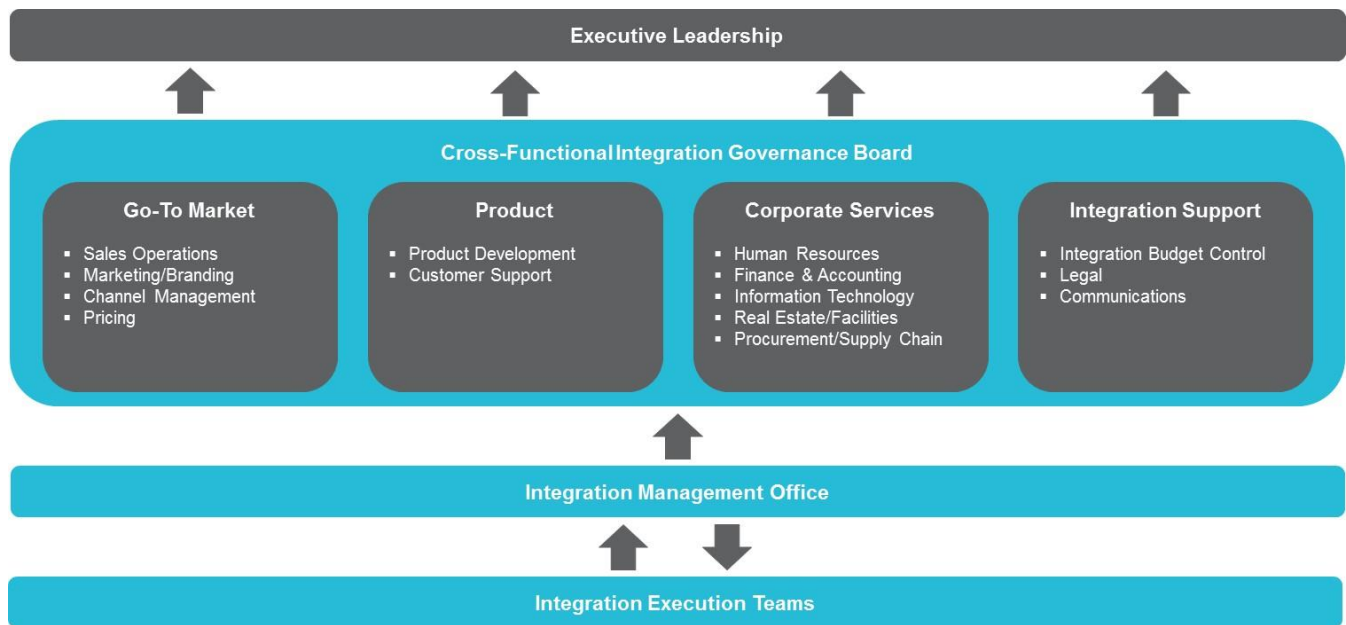 Executive Leadership
Cross-Functional Integration Governance Board
Go-To Market
▪ Sales Operations
▪ Marketing/Branding
▪ Channel Management
▪ Pricing
Product
▪ Product Development
▪ Customer Support
Corporate Services
▪ Human Resources
▪ Finance & Accounting
▪ Information Technology
▪ Real Estate/Facilities
▪ Procurement/Supply Chain
Integration Support
▪ Integration Budget Control
▪ Legal
▪ Communications
Integration Management Office
Integration Execution Teams